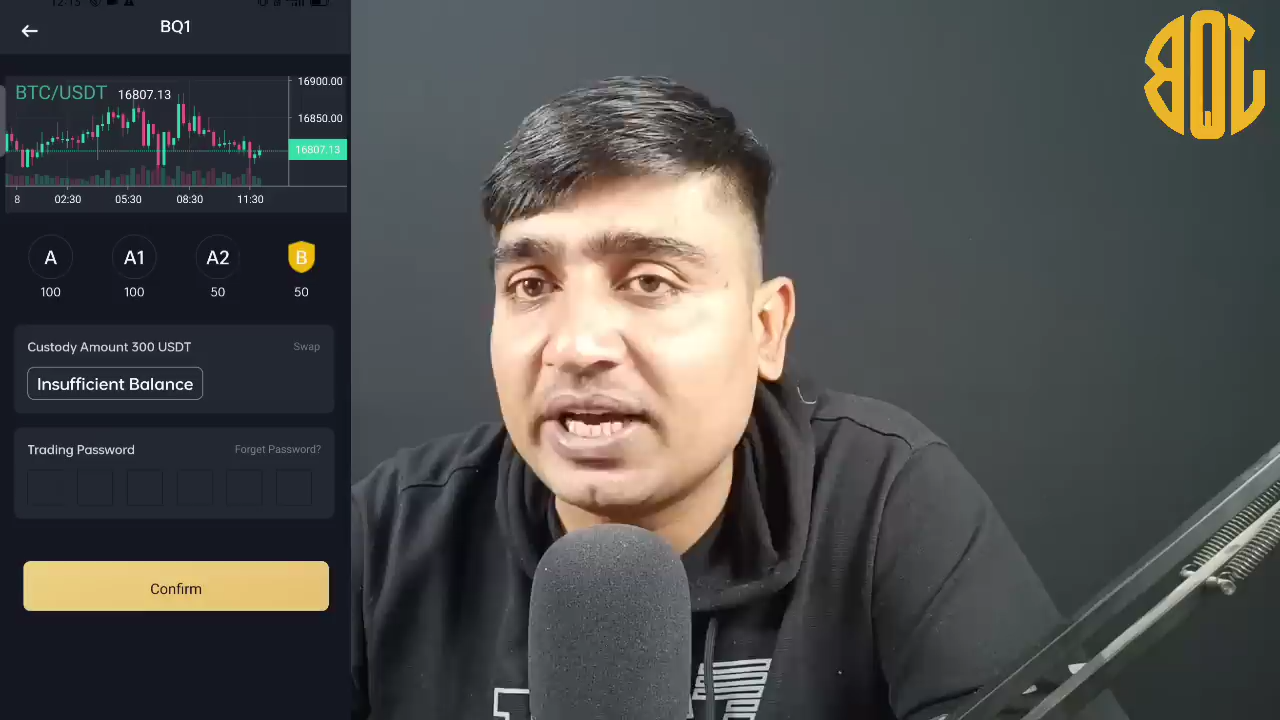 BQ1
BTC/USDT 16807.13
16900.00
16850.00
16807.13
8 02:30 05:30 08:30 11:30
A A1 A2 B
100 100 50 50
Custody Amount 300 USDT Swap
Insufficient Balance
Trading Password Forget Password?
Confirm